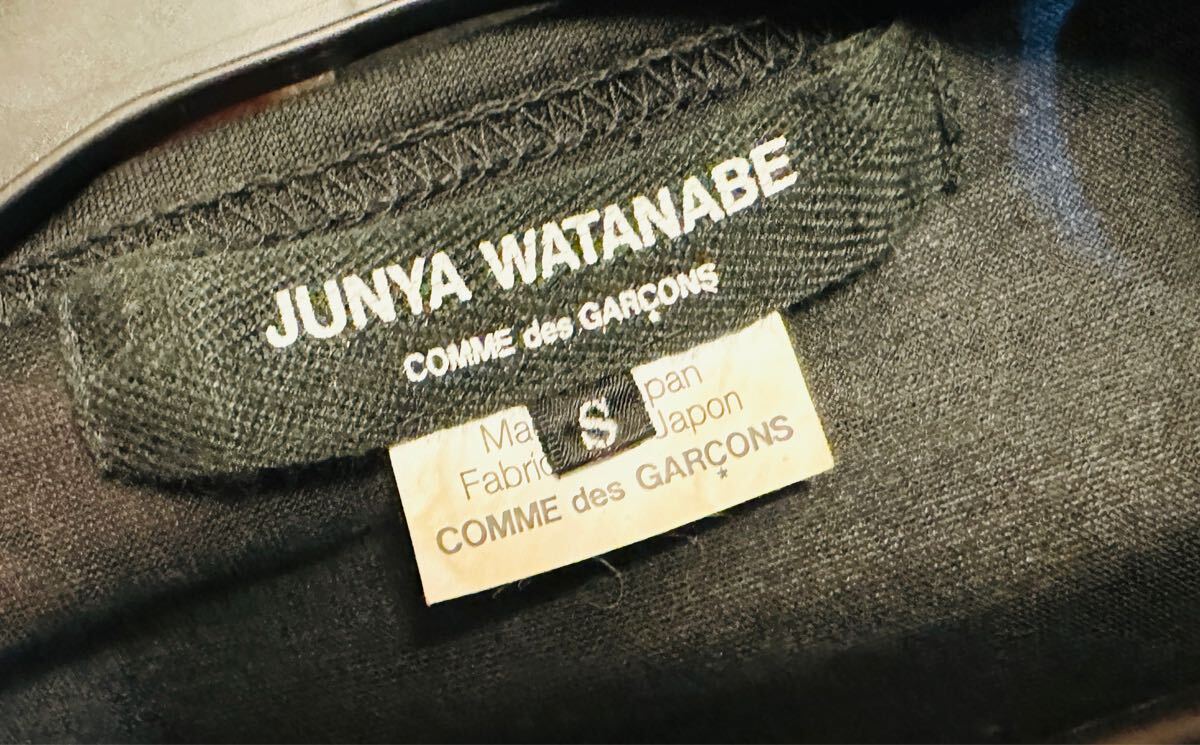 JUNYA WATANABE
COMME des GARÇONS
S
Ma pan
Fabric Japon
COMME des GARÇONS